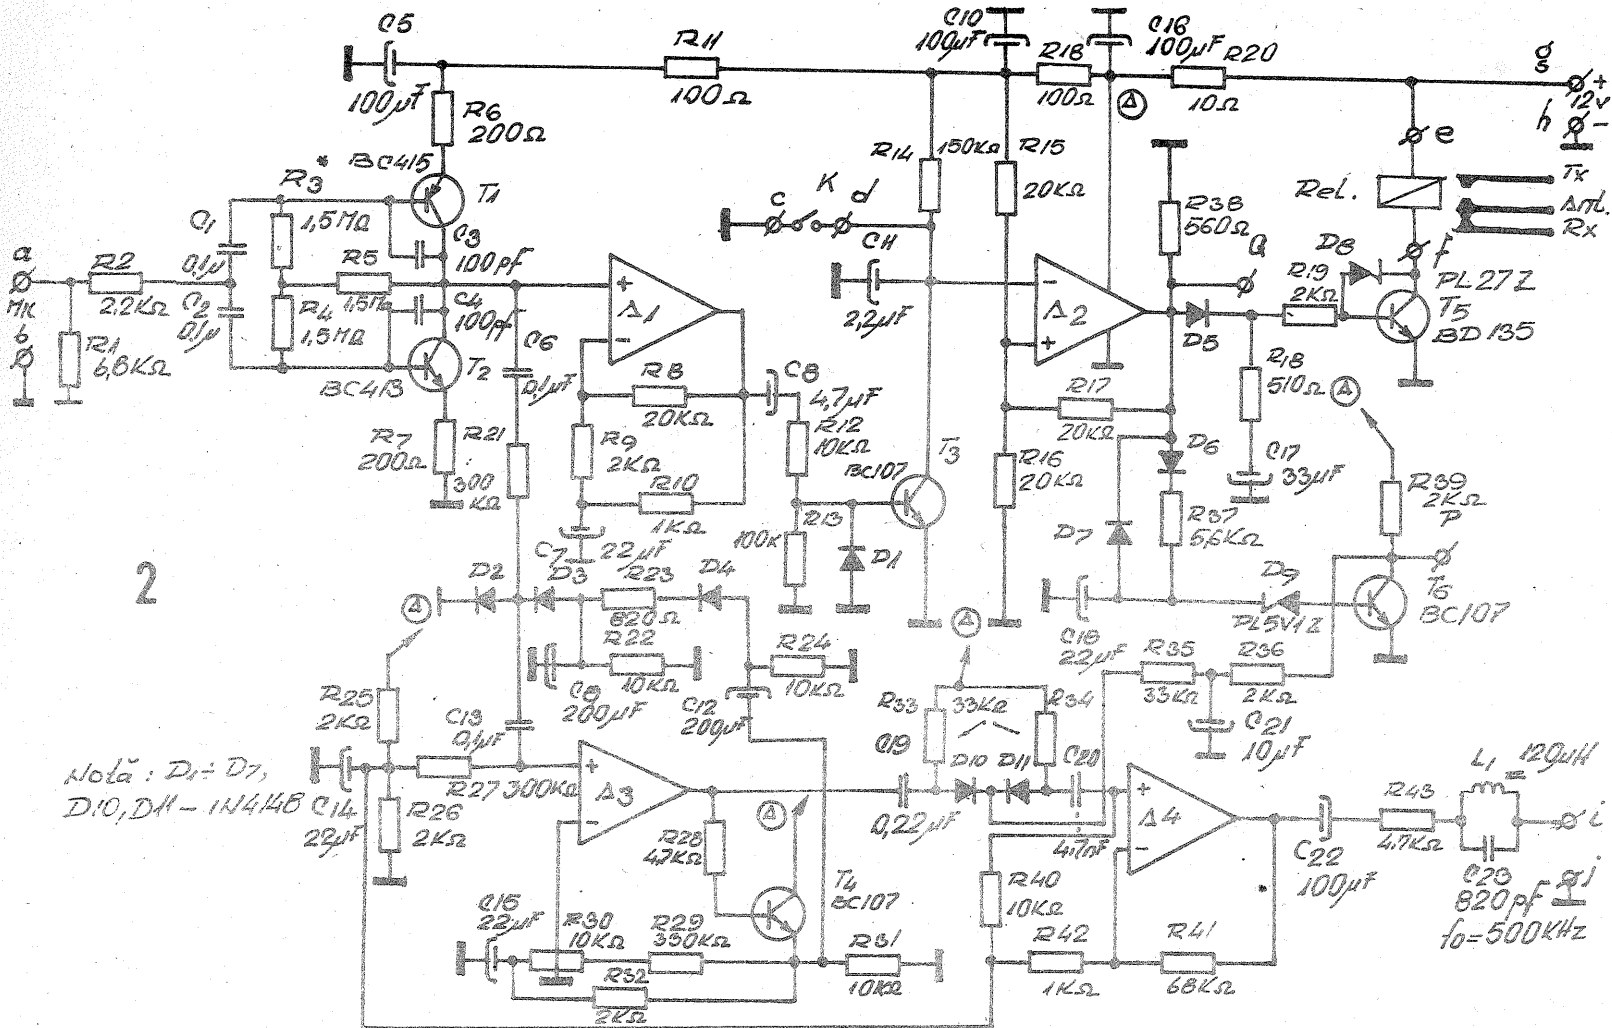 C5
100µF
R11
100Ω
C10
100µF
R18
100Ω
C16
100µF
R20
10Ω
g
s
+
12v
h
-
R6
200Ω
*
BC415
R3
1,5MΩ
T1
C1
0,1µ
C3
100pf
R5
1,5MΩ
a
R2
2,2KΩ
MK
b
R1
6,8KΩ
C2
0,1µ
R4
1,5MΩ
C4
100pf
T2
BC413
R7
200Ω
R21
300
KΩ
C6
0,1µF
+
Δ1
-
R8
20KΩ
R9
2KΩ
R10
1KΩ
C7
22µF
C8
4,7µF
R12
10KΩ
R13
100K
D1
BC107
T3
R14
150KΩ
R15
20KΩ
c
K
d
C11
2,2µF
-
Δ2
+
R17
20KΩ
R16
20KΩ
R38
560Ω
Q
D5
R19
2KΩ
D8
e
Rel.
Tx
Ant.
Rx
f
PL27Z
T5
BD135
R18
510Ω
C17
33µF
D6
R37
5,6KΩ
D7
Δ
R39
2KΩ
P
T6
BC107
D9
PL5V1Z
C18
22µF
R35
33KΩ
R36
2KΩ
C21
10µF
2
Δ
D2
D3
R23
820Ω
D4
R22
10KΩ
C9
200µF
R24
10KΩ
C12
200µF
R25
2KΩ
C13
0,1µF
R27 300KΩ
C14
22µF
R26
2KΩ
Notă : D1÷D7,
D10, D11 - 1N4148
+
Δ3
-
R28
4,7KΩ
Δ
T4
BC107
C15
22µF
R30
10KΩ
R29
330KΩ
R32
2KΩ
R31
10KΩ
Δ
R33
33KΩ
R34
C19
0,22µF
D10
D11
C20
4,7nF
+
Δ4
-
R40
10KΩ
R42
1KΩ
R41
68KΩ
C22
100µF
R43
4,7KΩ
L1 = 120µH
i
C23
820pf
j
f0=500KHz
Δ